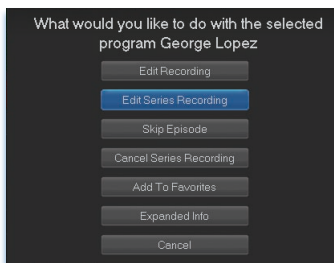 What would you like to do with the selected
program George Lopez
Edit Recording
Edit Series Recording
Skip Episode
Cancel Series Recording
Add To Favorites
Expanded Info
Cancel